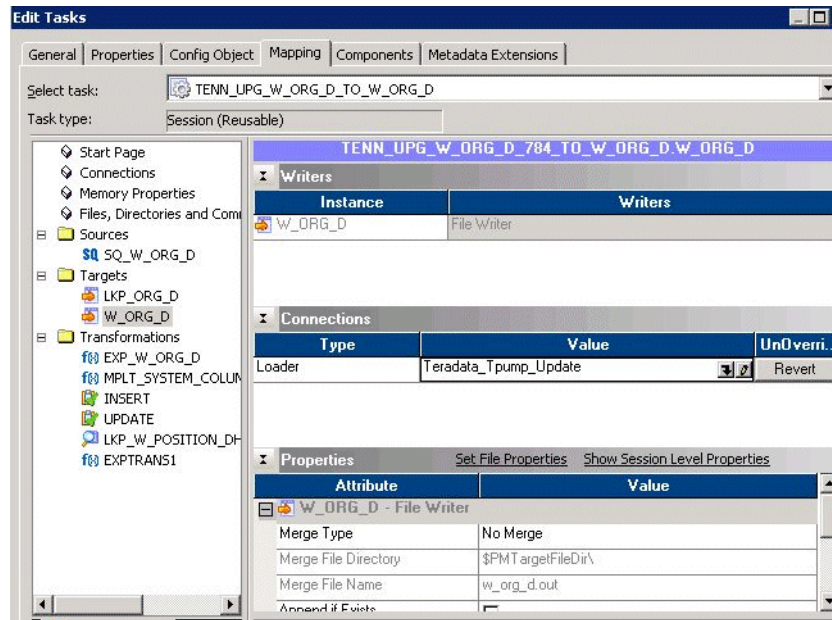 Edit Tasks
General Properties Config Object Mapping Components Metadata Extensions
Select task: TENN_UPG_W_ORG_D_TO_W_ORG_D
Task type: Session (Reusable)
Start Page
Connections
Memory Properties
Files, Directories and Com
Sources
SQ SQ_W_ORG_D
Targets
LKP_ORG_D
W_ORG_D
Transformations
f(x) EXP_W_ORG_D
f(x) MPLT_SYSTEM_COLUM
INSERT
UPDATE
LKP_W_POSITION_DH
f(x) EXPTRANS1
TENN_UPG_W_ORG_D_784_TO_W_ORG_D.W_ORG_D
Writers
Instance Writers
W_ORG_D File Writer
Connections
Type Value UnOverri..
Loader Teradata_Tpump_Update Revert
Properties Set File Properties Show Session Level Properties
Attribute Value
W_ORG_D - File Writer
Merge Type No Merge
Merge File Directory $PMTargetFileDir\
Merge File Name w_org_d.out
Append if Exists